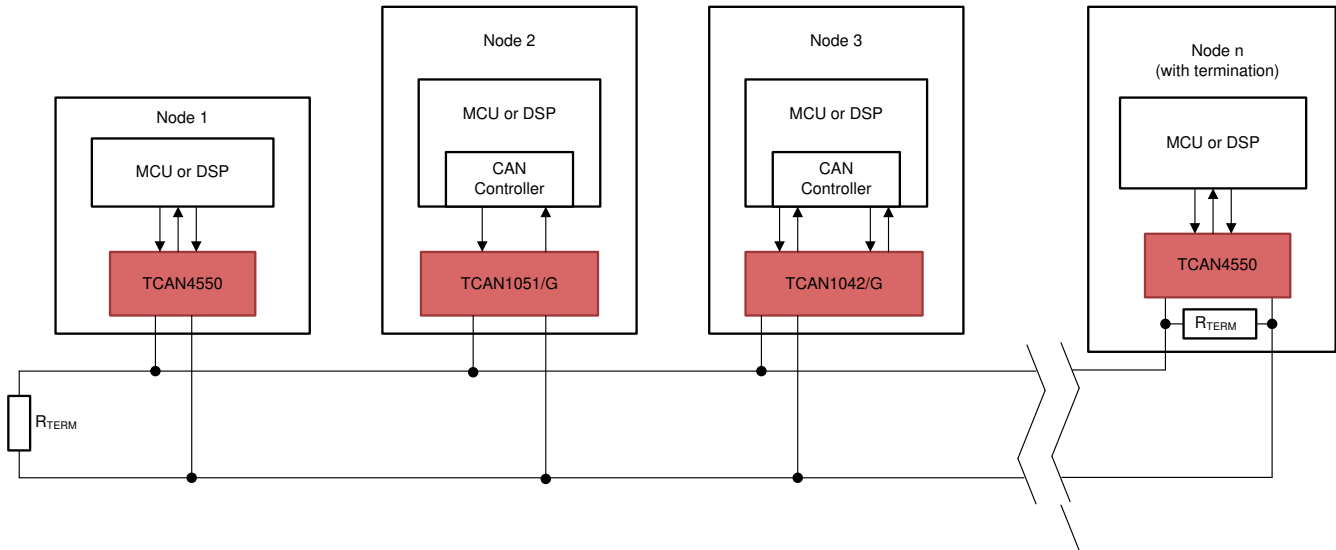 Node 1
MCU or DSP
TCAN4550
Node 2
MCU or DSP
CAN
Controller
TCAN1051/G
Node 3
MCU or DSP
CAN
Controller
TCAN1042/G
Node n
(with termination)
MCU or DSP
TCAN4550
RTERM
RTERM